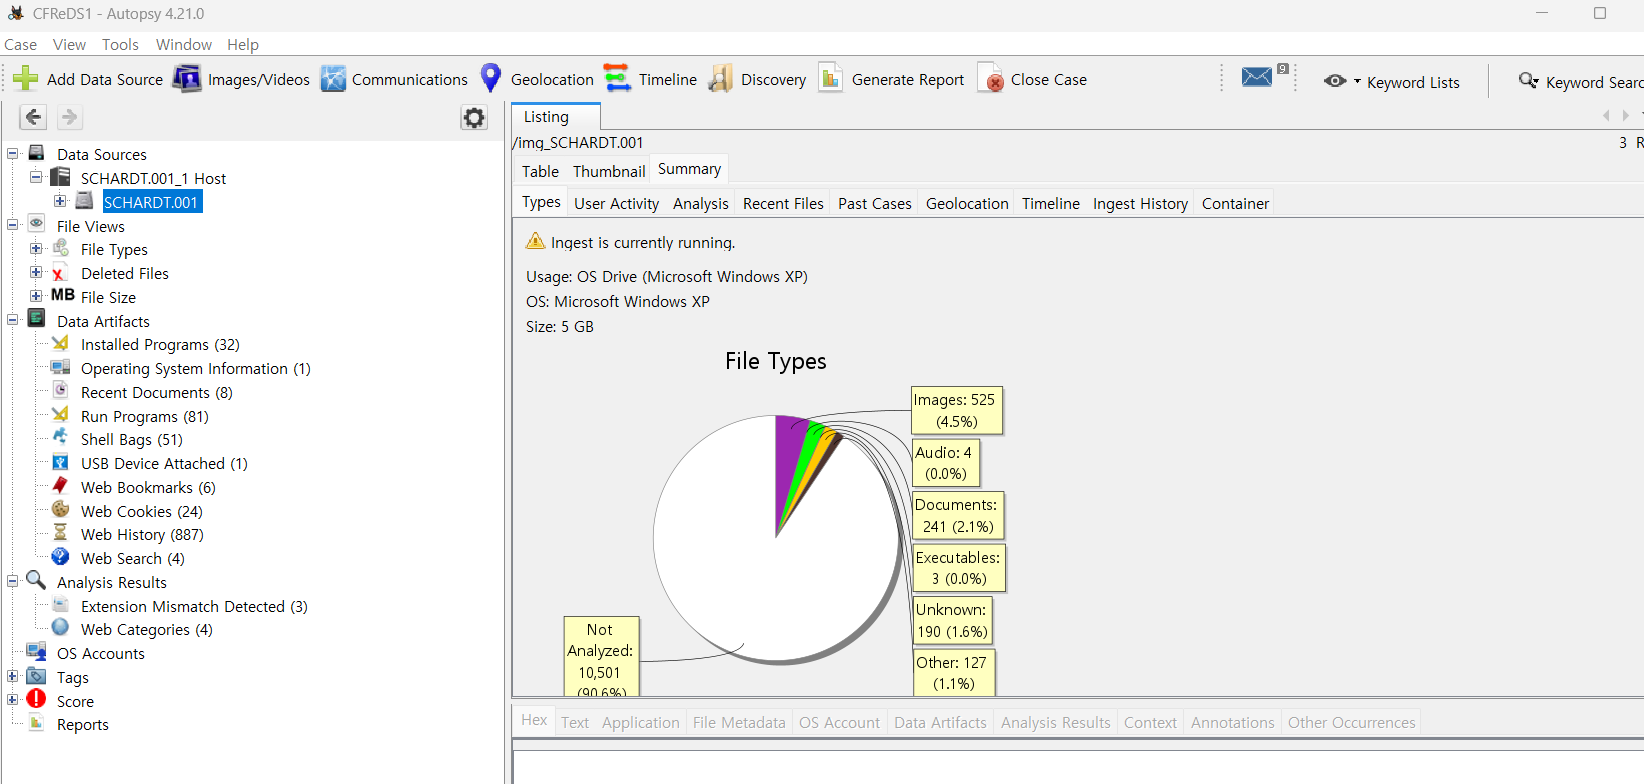 CFReDS1 - Autopsy 4.21.0
Case View Tools Window Help
Add Data Source Images/Videos Communications Geolocation Timeline Discovery Generate Report Close Case 9 Keyword Lists Keyword Searc
Listing
/img_SCHARDT.001 3 R
Table Thumbnail Summary
Types User Activity Analysis Recent Files Past Cases Geolocation Timeline Ingest History Container
Data Sources
SCHARDT.001_1 Host
SCHARDT.001
File Views
File Types
Deleted Files
MB File Size
Data Artifacts
Installed Programs (32)
Operating System Information (1)
Recent Documents (8)
Run Programs (81)
Shell Bags (51)
USB Device Attached (1)
Web Bookmarks (6)
Web Cookies (24)
Web History (887)
Web Search (4)
Analysis Results
Extension Mismatch Detected (3)
Web Categories (4)
OS Accounts
Tags
Score
Reports
Ingest is currently running.
Usage: OS Drive (Microsoft Windows XP)
OS: Microsoft Windows XP
Size: 5 GB
File Types
Images: 525
(4.5%)
Audio: 4
(0.0%)
Documents:
241 (2.1%)
Executables:
3 (0.0%)
Unknown:
190 (1.6%)
Other: 127
(1.1%)
Not
Analyzed:
10,501
(90.6%)
Hex Text Application File Metadata OS Account Data Artifacts Analysis Results Context Annotations Other Occurrences